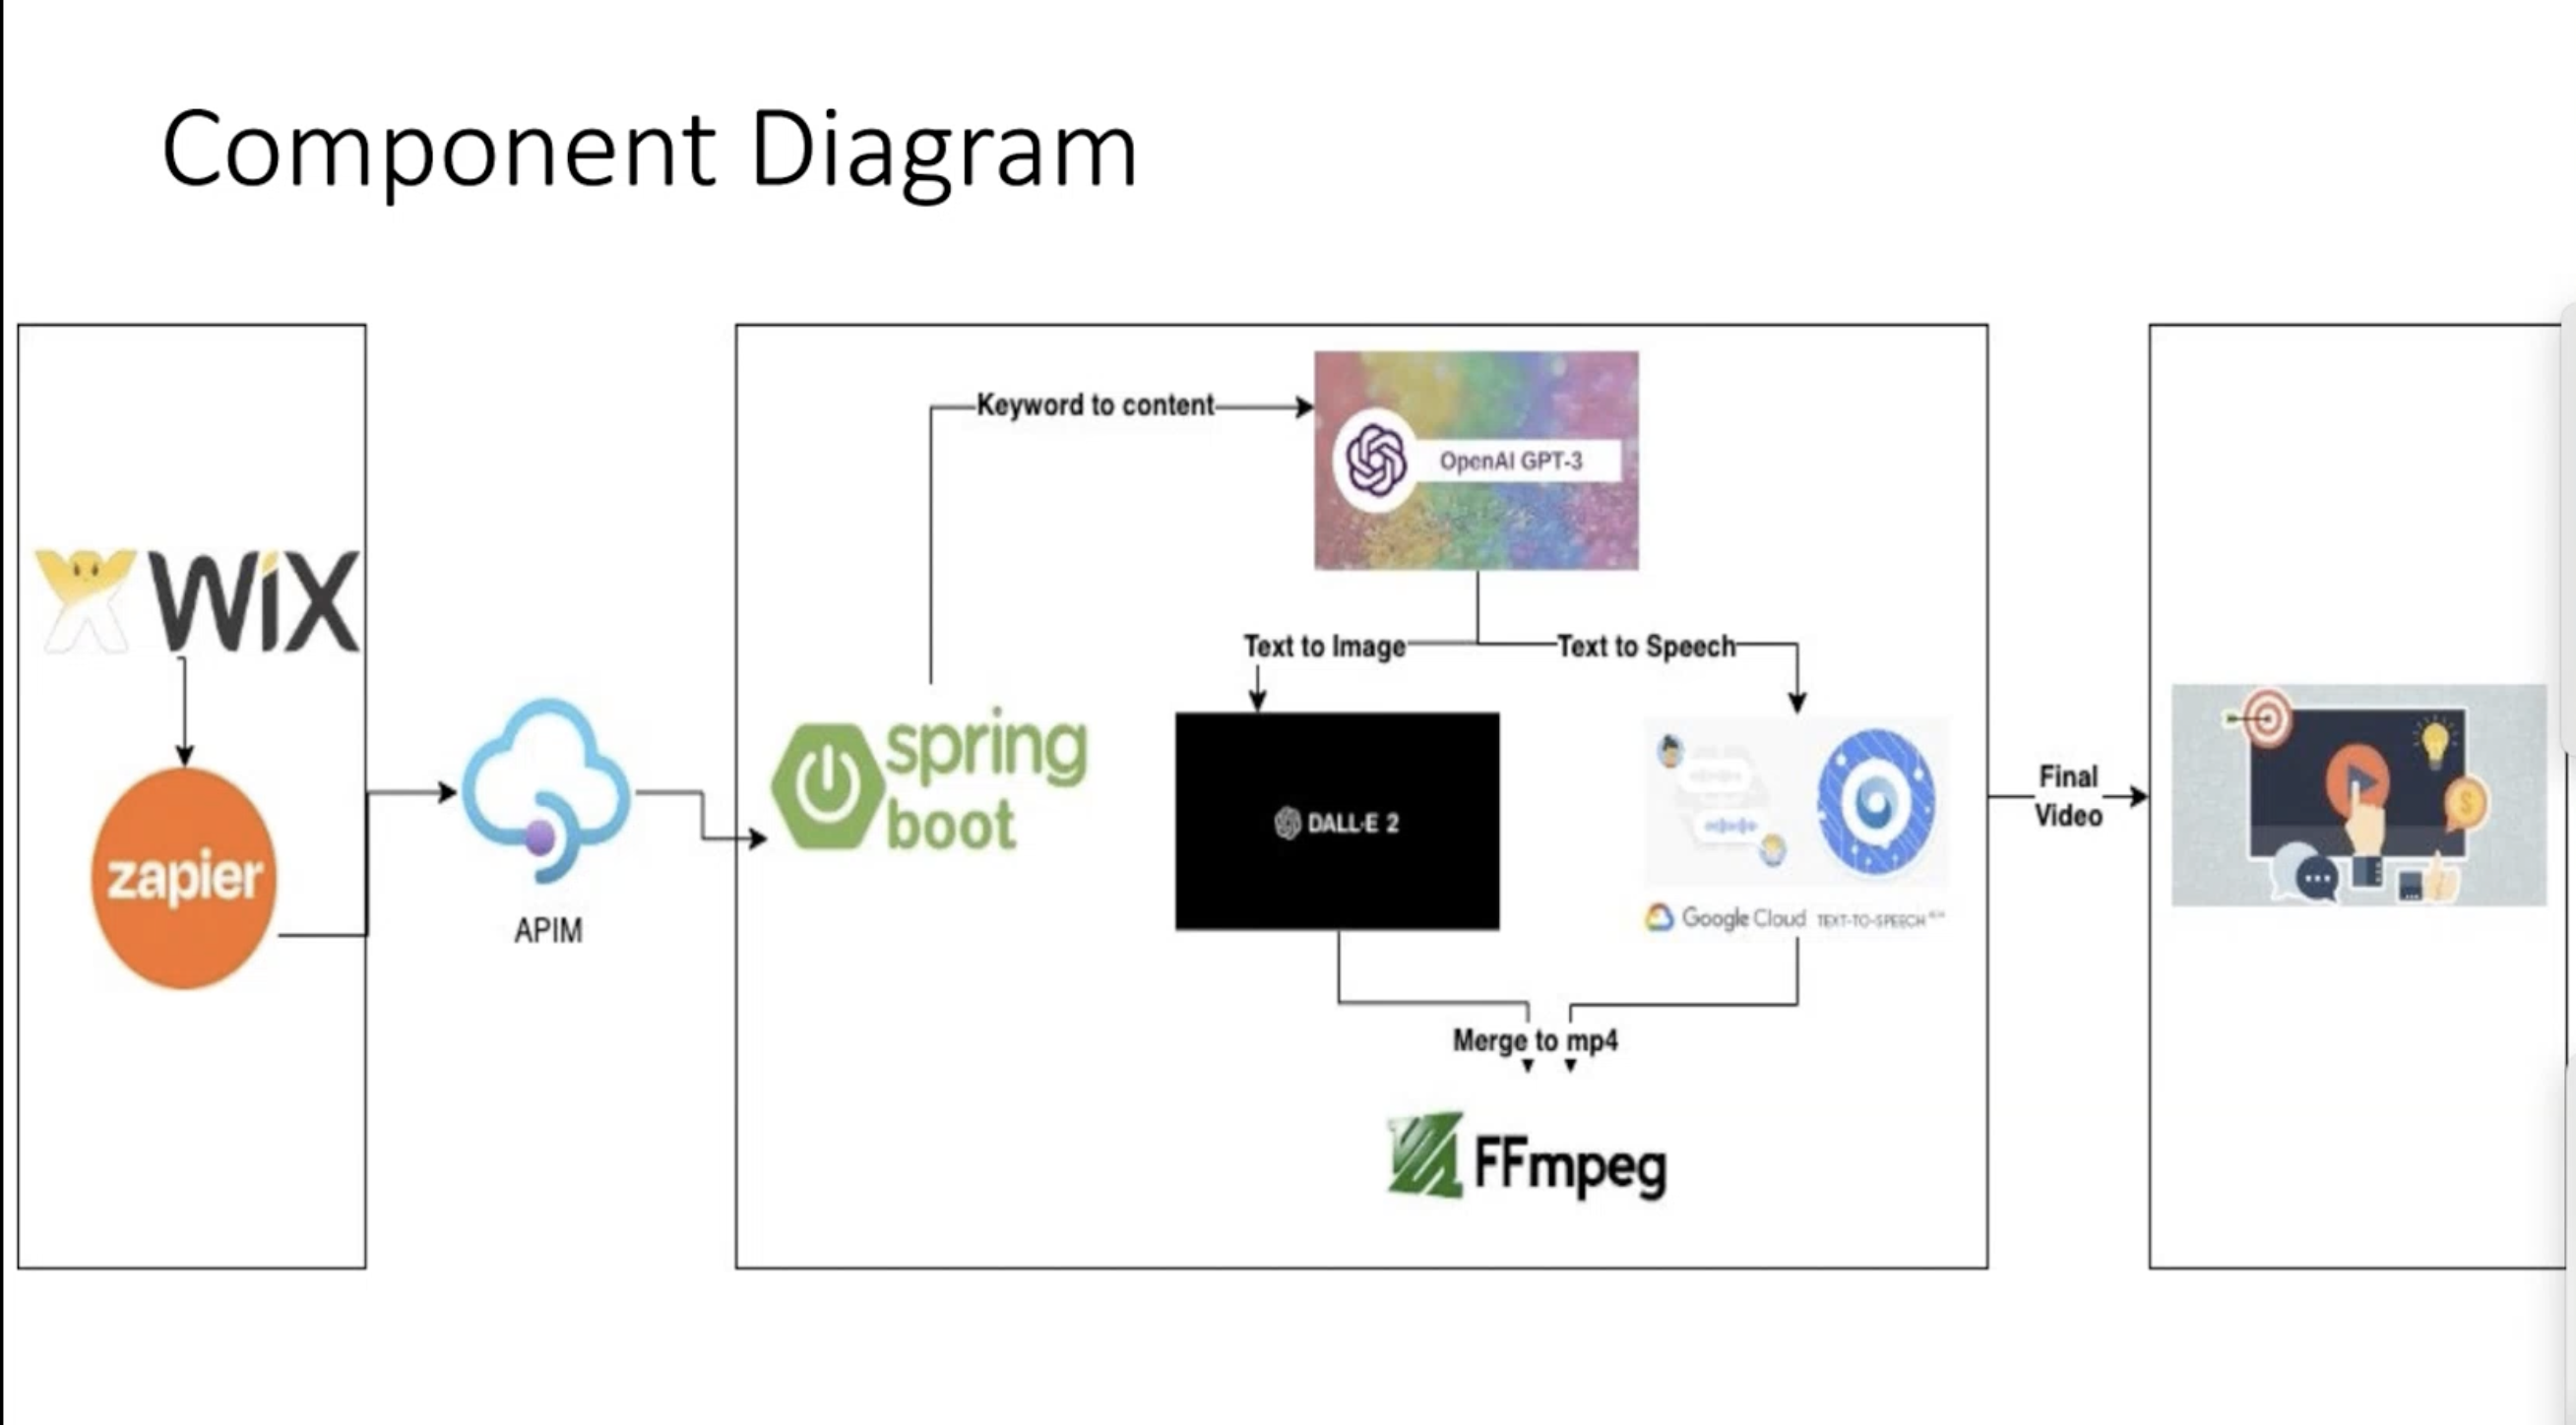 Component Diagram
Keyword to content
OpenAI GPT-3
WiX
Text to Image
Text to Speech
spring
boot
zapier
APIM
DALL·E 2
Google Cloud TEXT-TO-SPEECH
Final
Video
Merge to mp4
FFmpeg